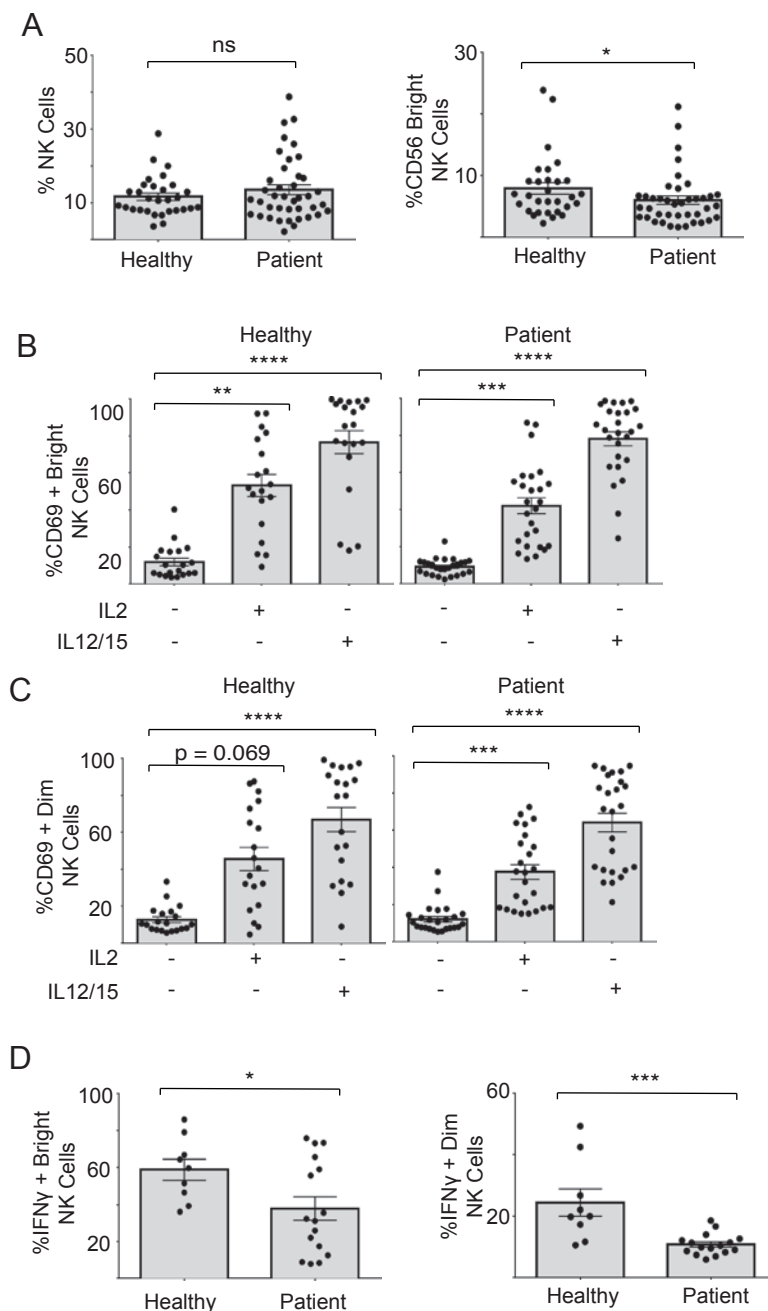 A
ns
50
30
10
% NK Cells
Healthy Patient
*
30
10
%CD56 Bright
NK Cells
Healthy Patient
B
Healthy Patient
**** ****
** ***
100
60
20
%CD69 + Bright
NK Cells
IL2 - + - - + -
IL12/15 - - + - - +
C
Healthy Patient
**** ****
p = 0.069 ***
100
60
20
%CD69 + Dim
NK Cells
IL2 - + - - + -
IL12/15 - - + - - +
D
*
100
60
20
%IFNγ + Bright
NK Cells
Healthy Patient
***
60
20
%IFNγ + Dim
NK Cells
Healthy Patient